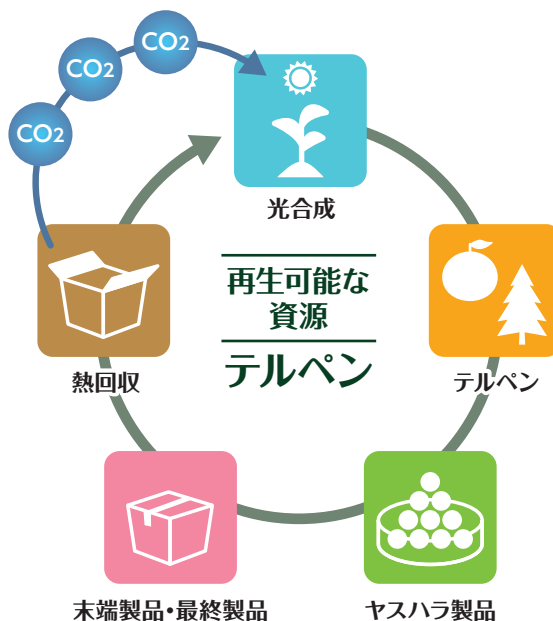 CO2
CO2
CO2
光合成
再生可能な
資源
テルペン
熱回収
テルペン
末端製品・最終製品
ヤスハラ製品